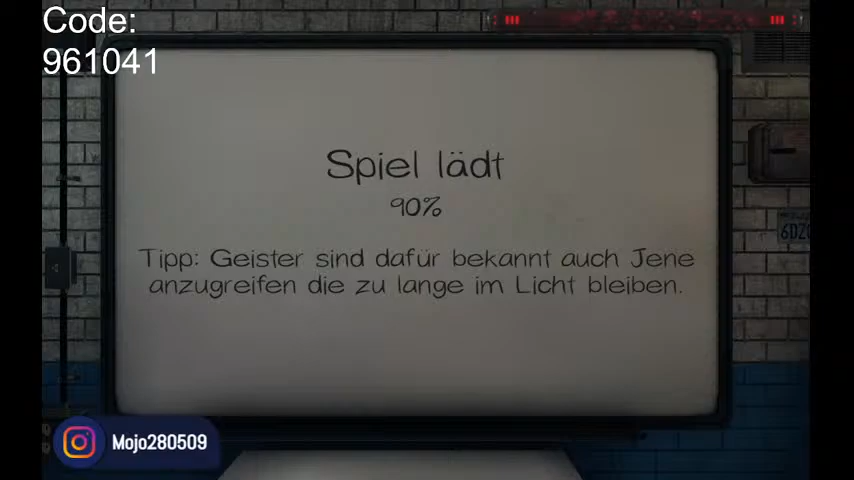 Code:
961041
Spiel lädt
90%
Tipp: Geister sind dafür bekannt auch Jene
anzugreifen die zu lange im Licht bleiben.
6DZ0
Mojo280509